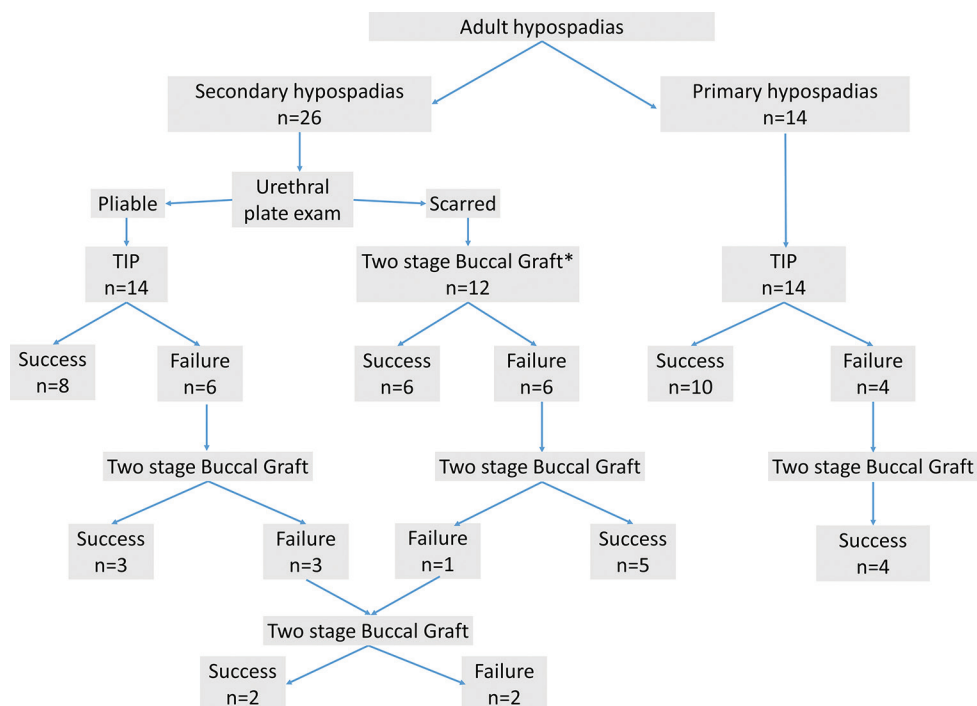 Adult hypospadias
Secondary hypospadias
n=26
Primary hypospadias
n=14
Pliable
Urethral
plate exam
Scarred
TIP
n=14
Two stage Buccal Graft*
n=12
TIP
n=14
Success
n=8
Failure
n=6
Success
n=6
Failure
n=6
Success
n=10
Failure
n=4
Two stage Buccal Graft
Two stage Buccal Graft
Two stage Buccal Graft
Success
n=3
Failure
n=3
Failure
n=1
Success
n=5
Success
n=4
Two stage Buccal Graft
Success
n=2
Failure
n=2